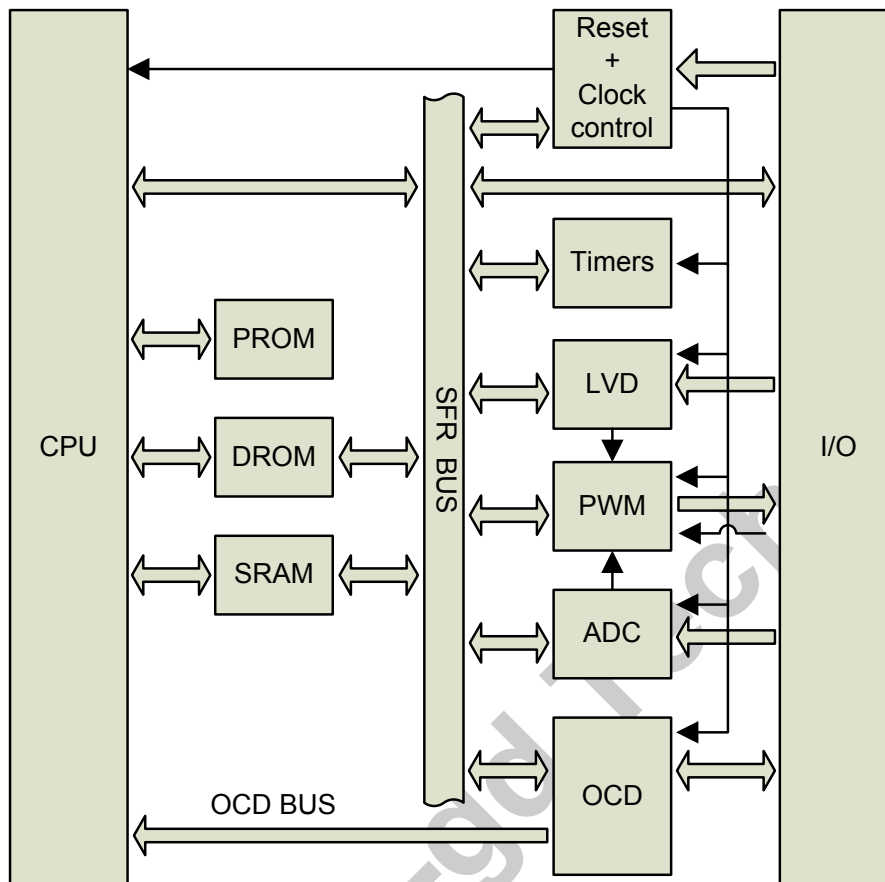 Reset
+
Clock
control
Timers
PROM
LVD
CPU
DROM
SFR BUS
I/O
PWM
SRAM
ADC
OCD BUS
OCD